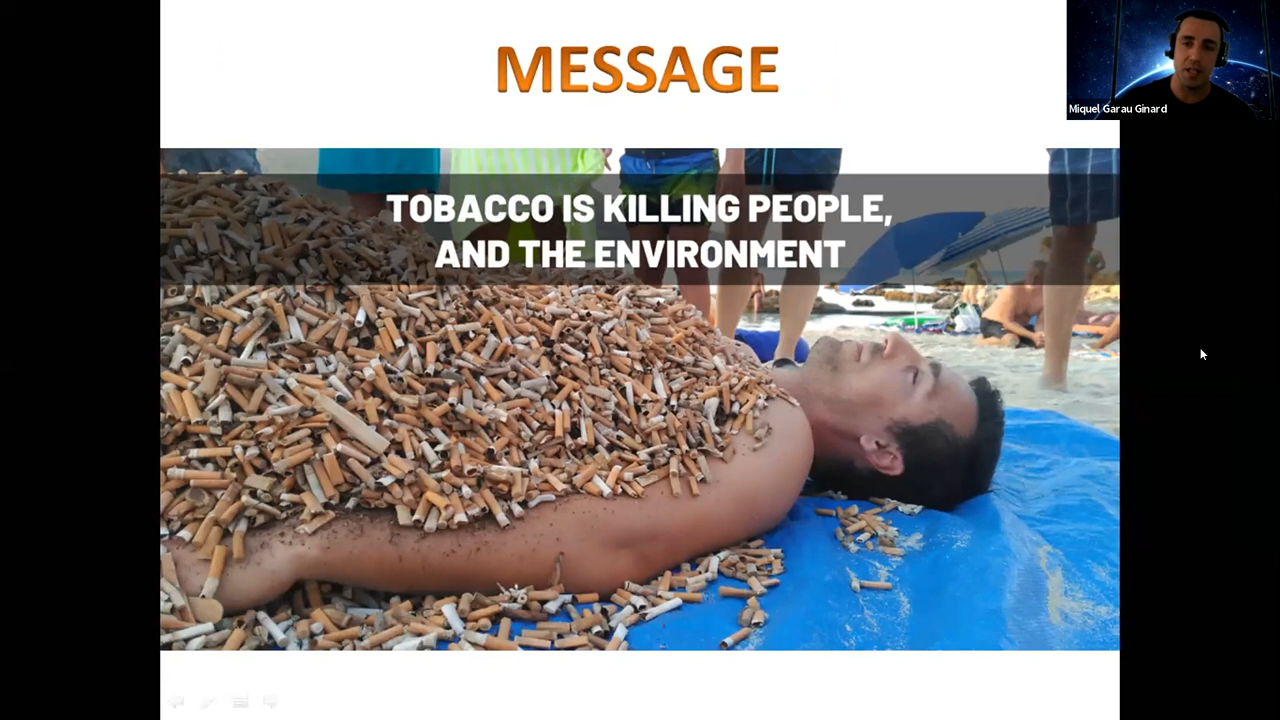 MESSAGE
Miquel Garau Ginard
TOBACCO IS KILLING PEOPLE,
AND THE ENVIRONMENT